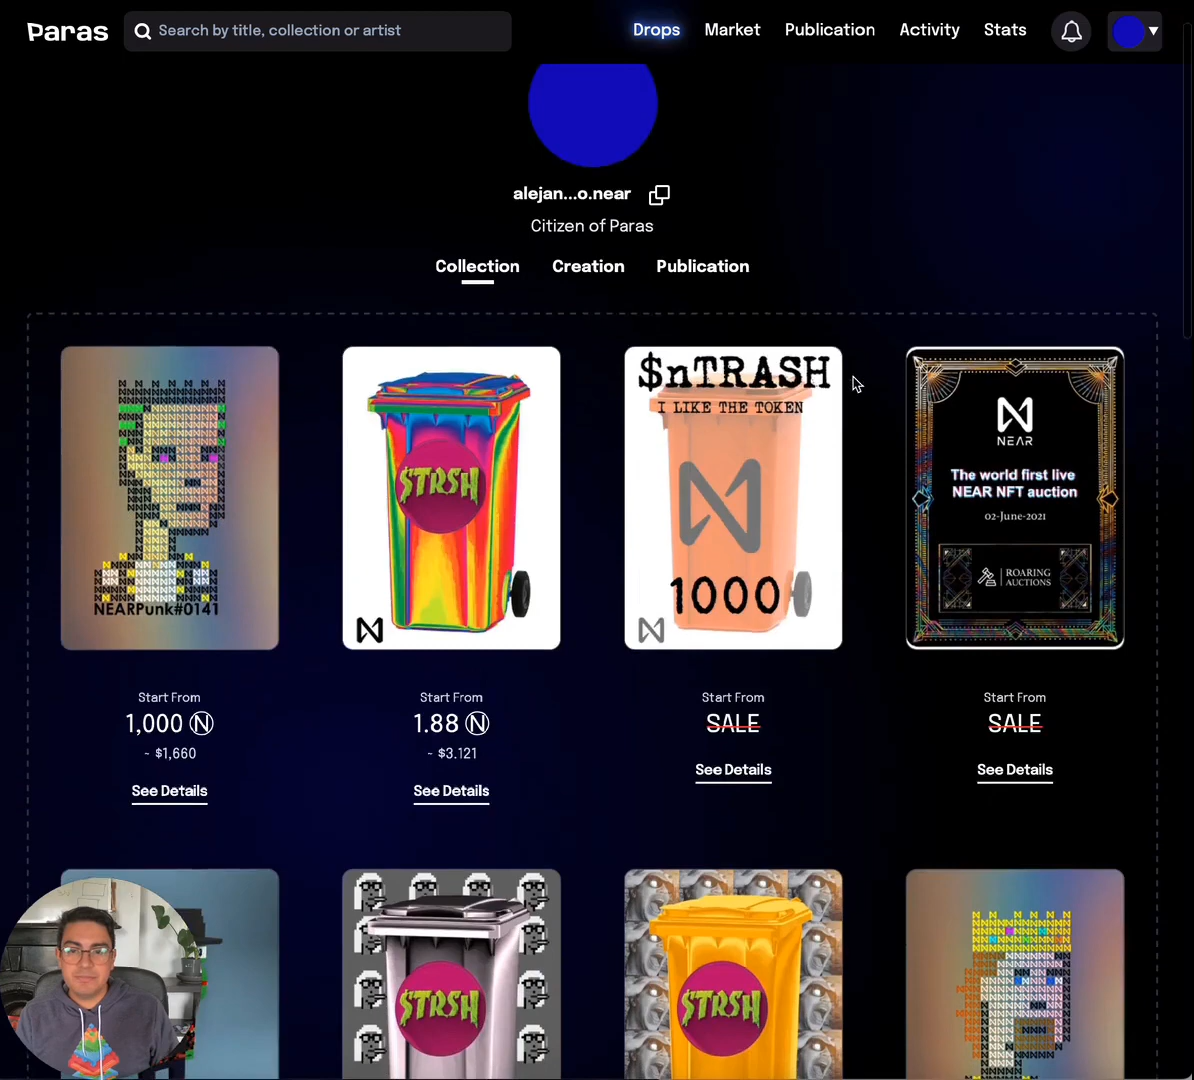 Paras
Search by title, collection or artist
Drops
Market
Publication
Activity
Stats
alejan...o.near
Citizen of Paras
Collection
Creation
Publication
NEARPunk#0141
$TRSH
$nTRASH
I LIKE THE TOKEN
1000
NEAR
The world first live
NEAR NFT auction
02-June-2021
ROARING
AUCTIONS
Start From
1,000
~ $1,660
See Details
Start From
1.88
~ $3.121
See Details
Start From
SALE
See Details
Start From
SALE
See Details
$TRSH
$TRSH